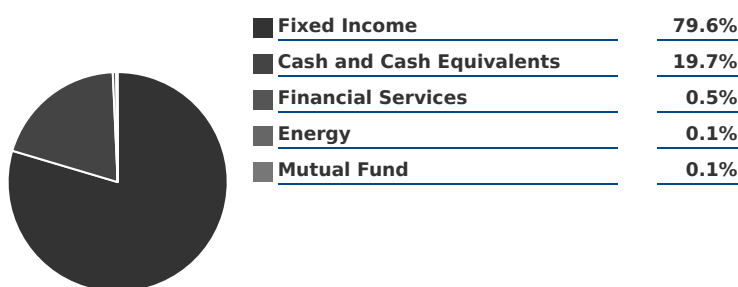 Fixed Income 79.6%
Cash and Cash Equivalents 19.7%
Financial Services 0.5%
Energy 0.1%
Mutual Fund 0.1%